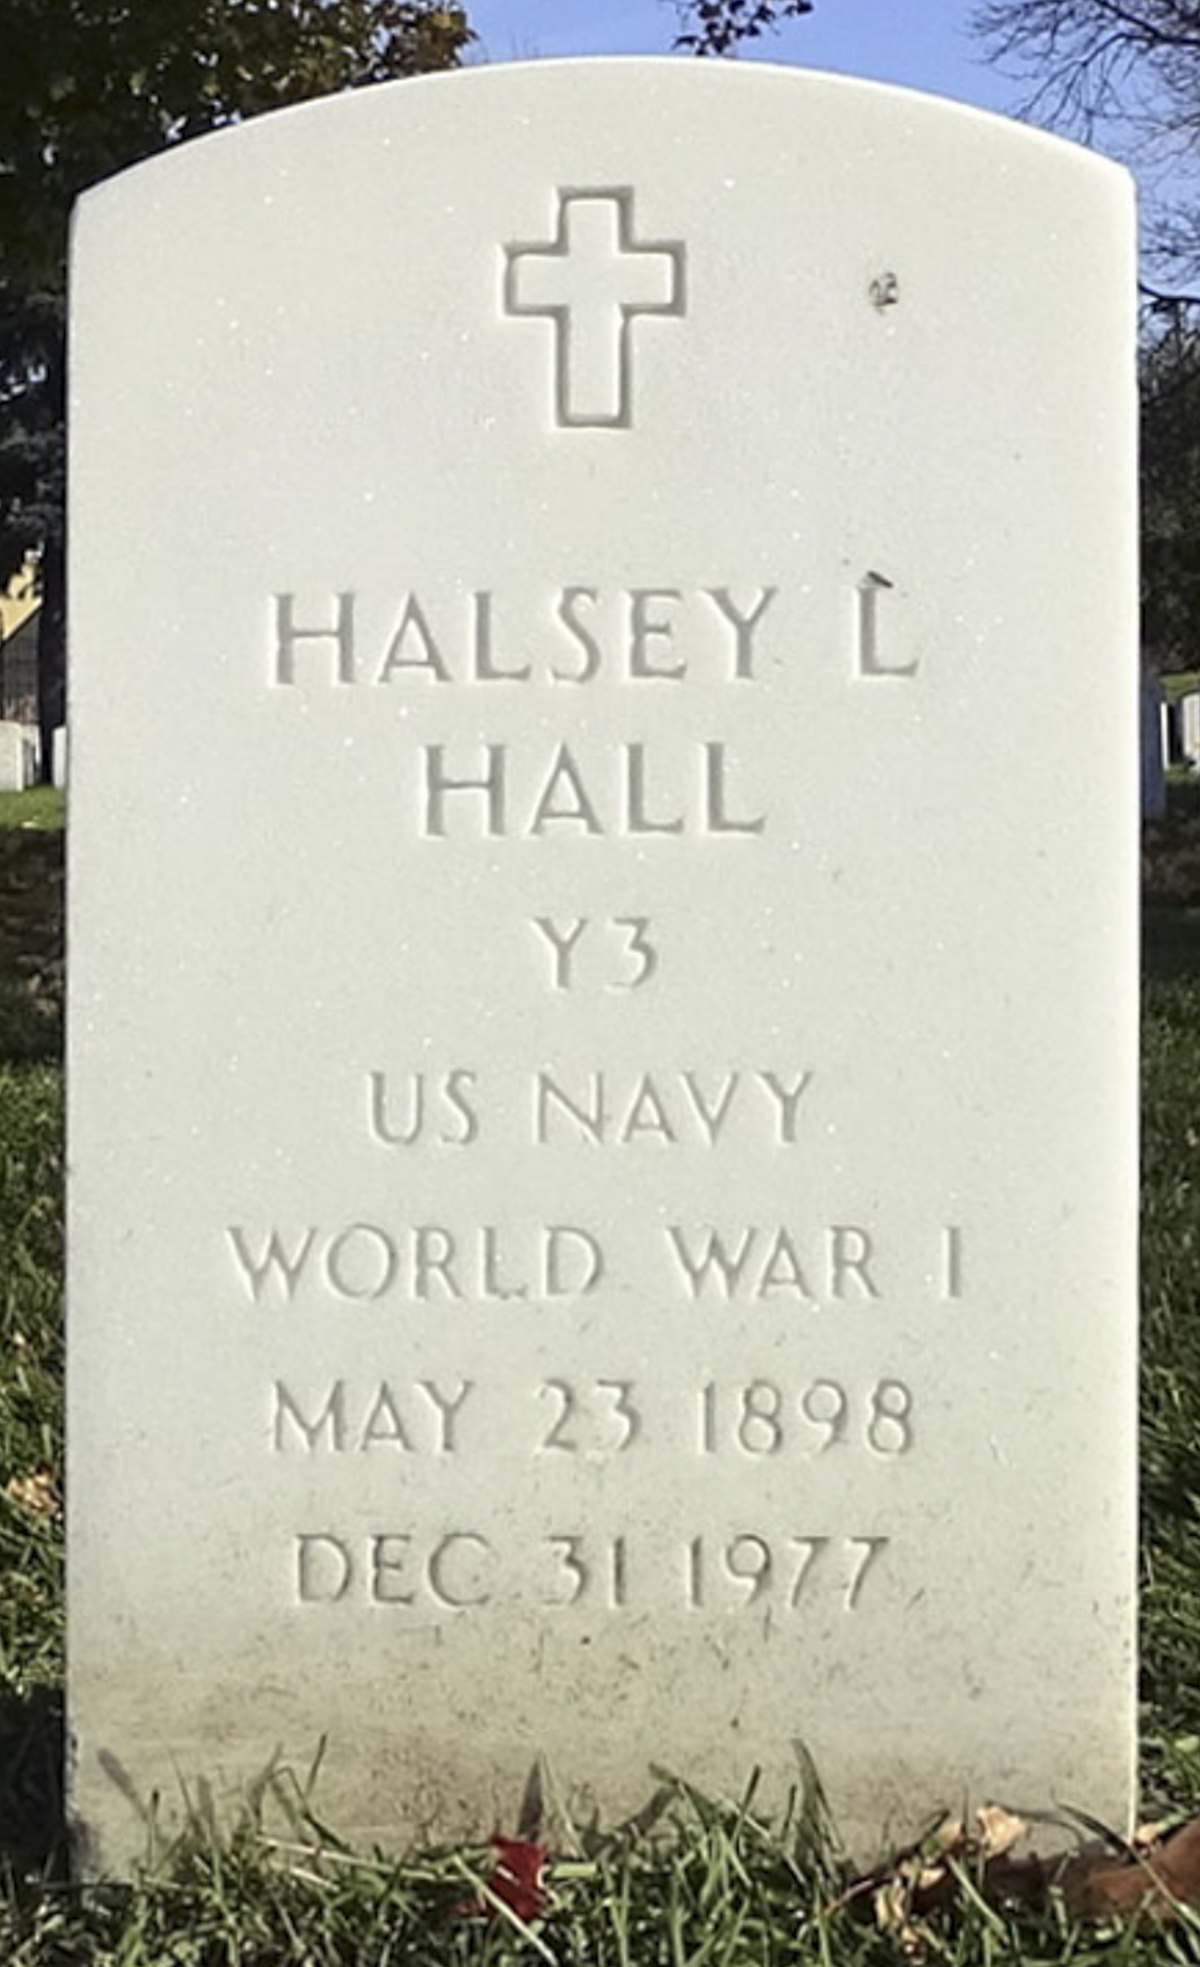 HALSEY L
HALL
Y3
US NAVY
WORLD WAR I
MAY 23 1898
DEC 31 1977